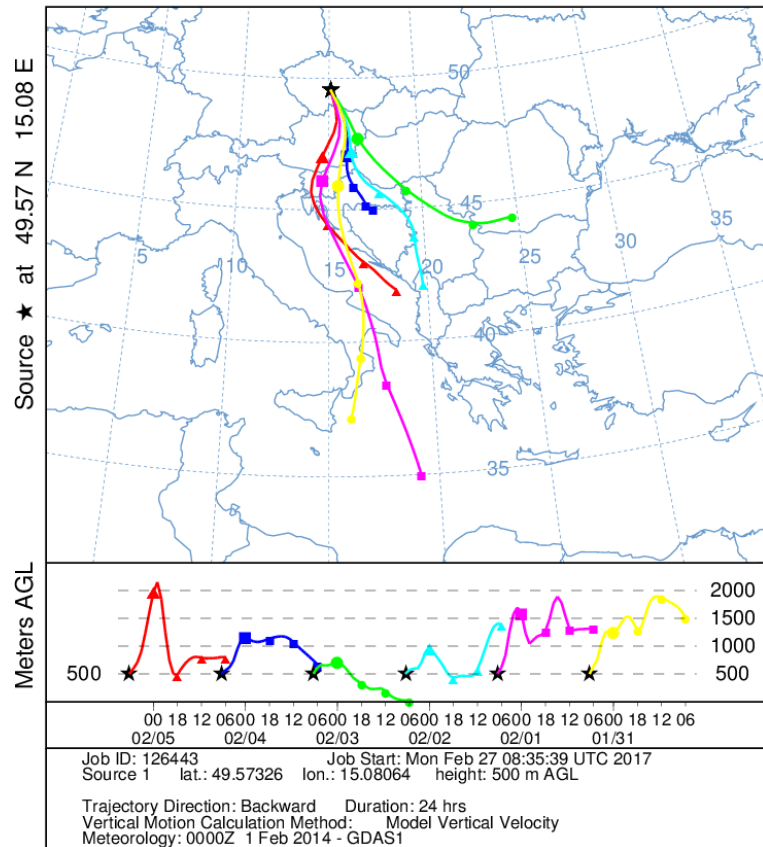 Source ★ at 49.57 N 15.08 E
50
45
35
5
10
15
20
25
30
40
35
Meters AGL
2000
1500
1000
500
500
00 18 12 06 00 18 12 06 00 18 12 06 00 18 12 06 00 18 12 06 00 18 12 06
02/05 02/04 02/03 02/02 02/01 01/31
Job ID: 126443 Job Start: Mon Feb 27 08:35:39 UTC 2017
Source 1 lat.: 49.57326 lon.: 15.08064 height: 500 m AGL
Trajectory Direction: Backward Duration: 24 hrs
Vertical Motion Calculation Method: Model Vertical Velocity
Meteorology: 0000Z 1 Feb 2014 - GDAS1